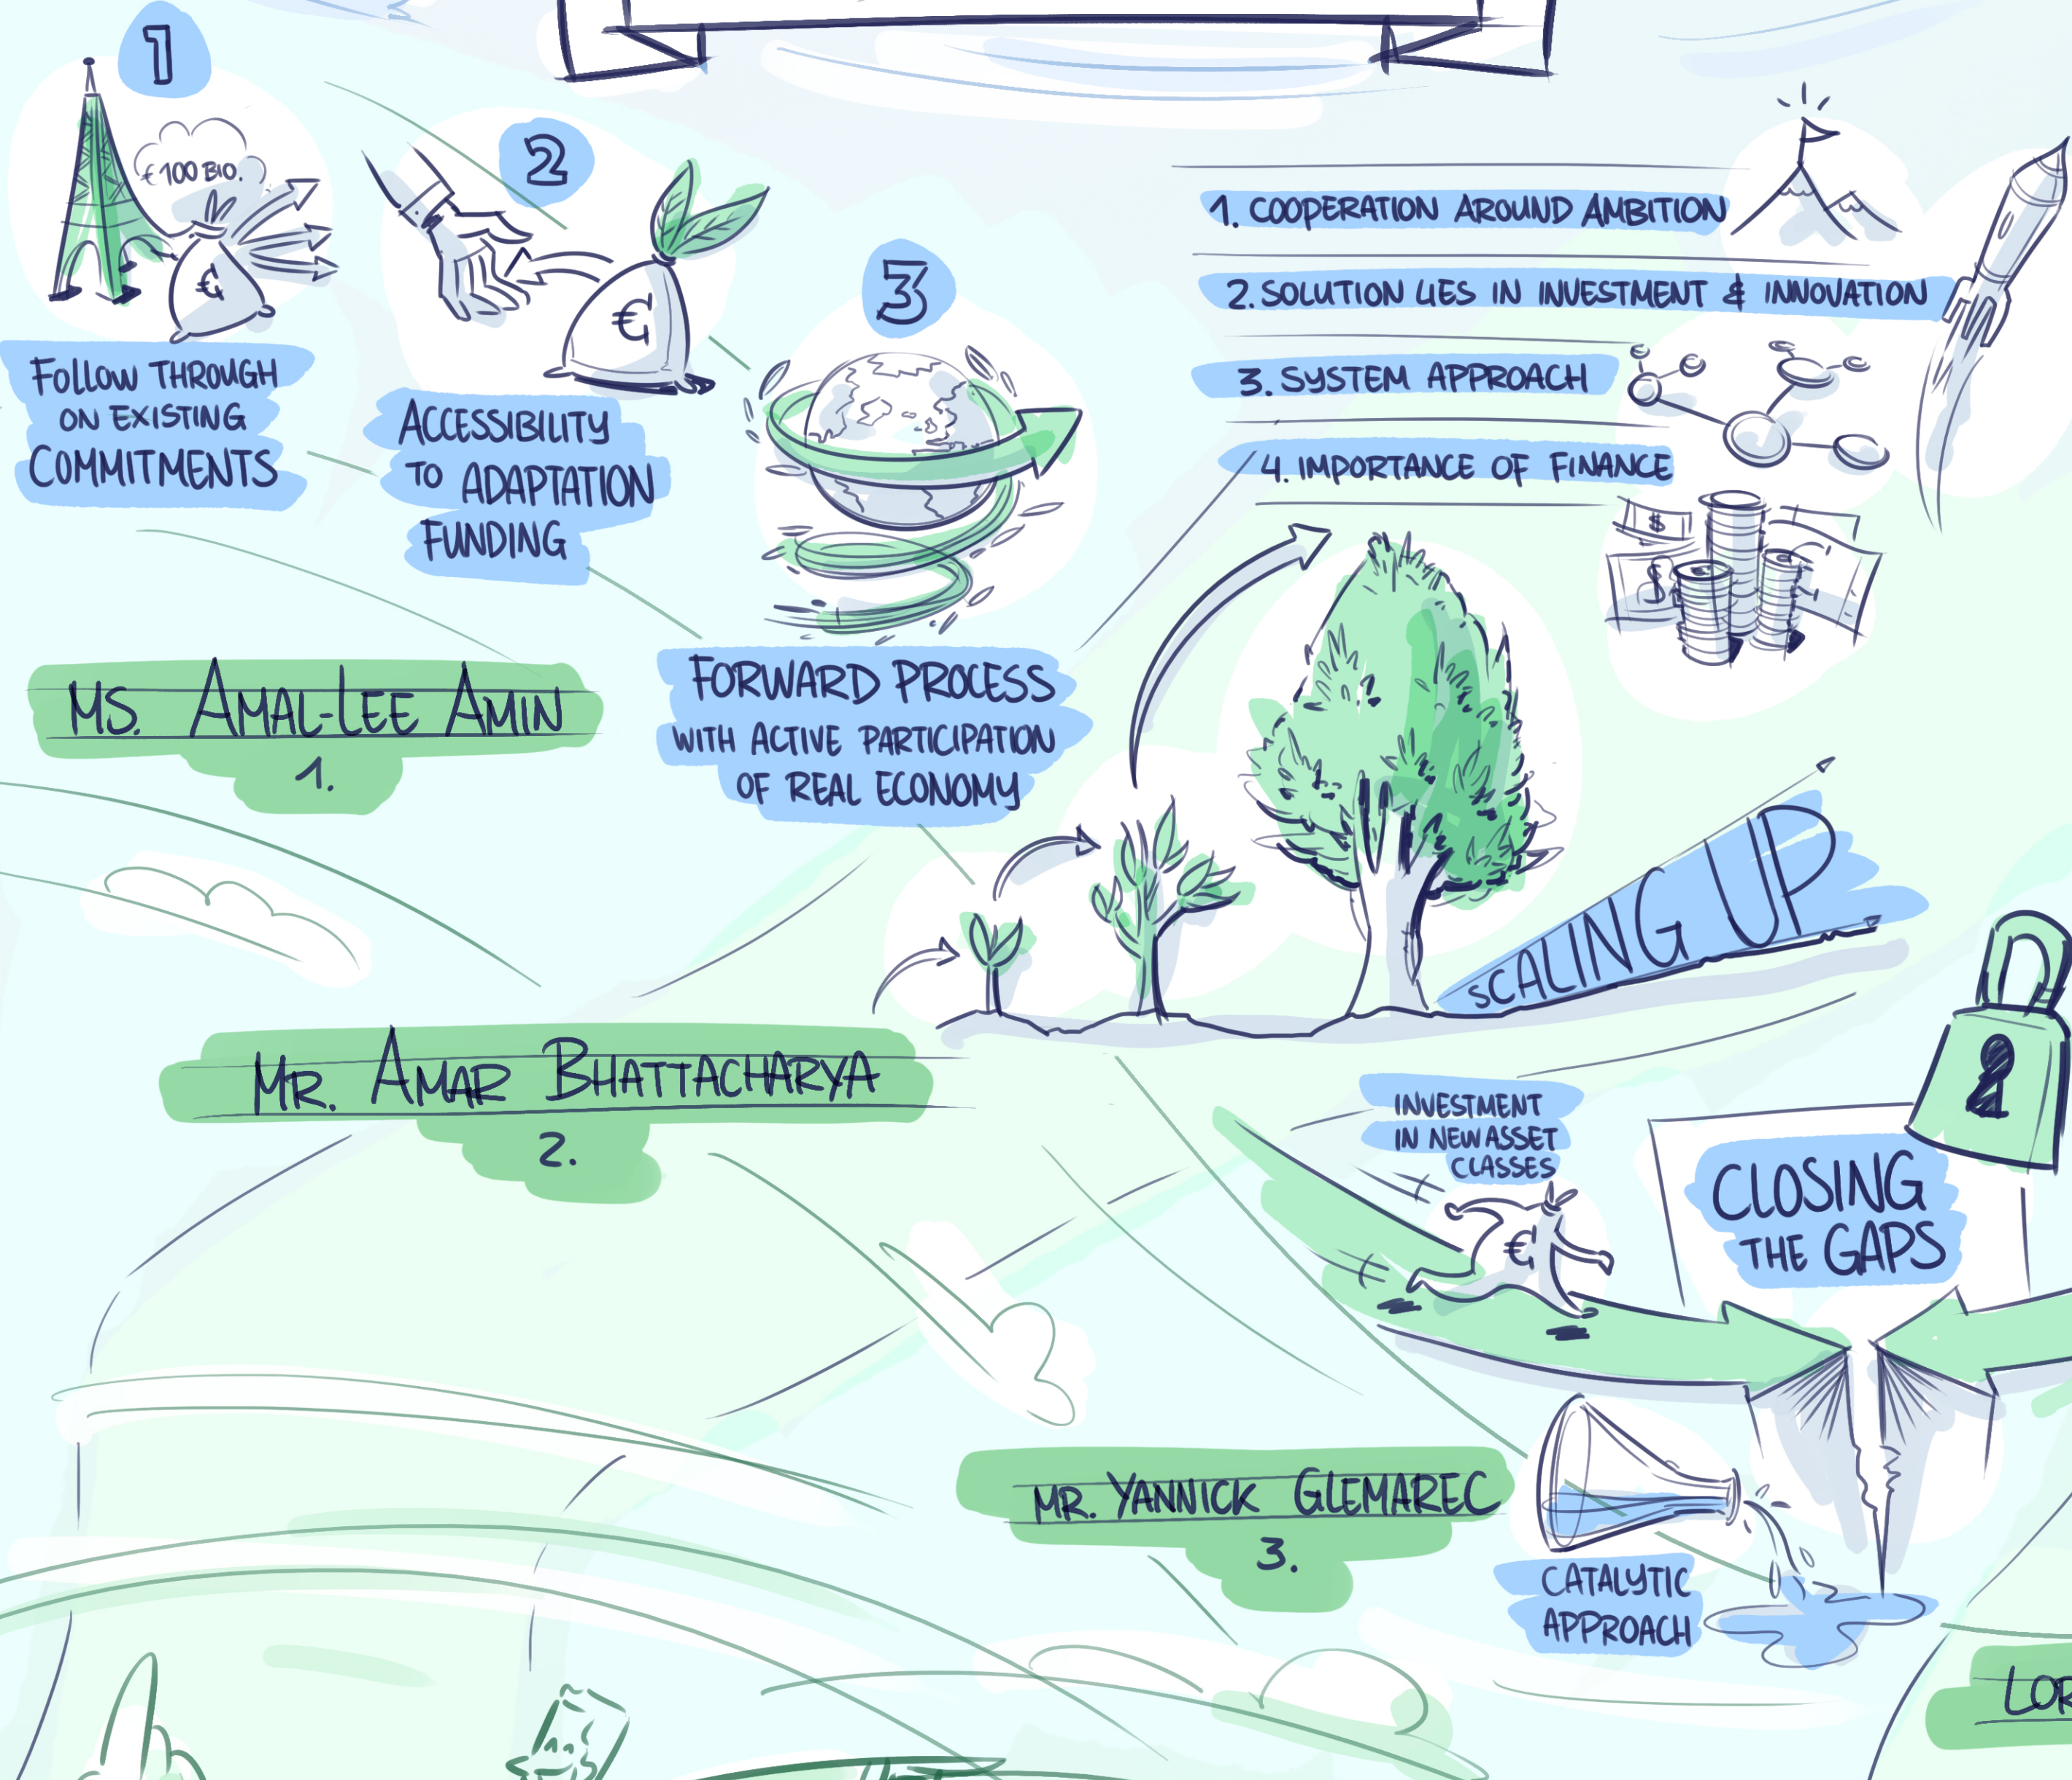 1
€100 BIO.
€
FOLLOW THROUGH
ON EXISTING
COMMITMENTS
2
€
ACCESSIBILITY
TO ADAPTATION
FUNDING
3
FORWARD PROCESS
WITH ACTIVE PARTICIPATION
OF REAL ECONOMY
MS. AMAL-LEE AMIN
1.
1. COOPERATION AROUND AMBITION
2. SOLUTION LIES IN INVESTMENT & INNOVATION
3. SYSTEM APPROACH
4. IMPORTANCE OF FINANCE
$
$
SCALING UP
MR. AMAR BHATTACHARYA
2.
INVESTMENT
IN NEW ASSET
CLASSES
€
CLOSING
THE GAPS
MR. YANNICK GLEMAREC
3.
CATALYTIC
APPROACH